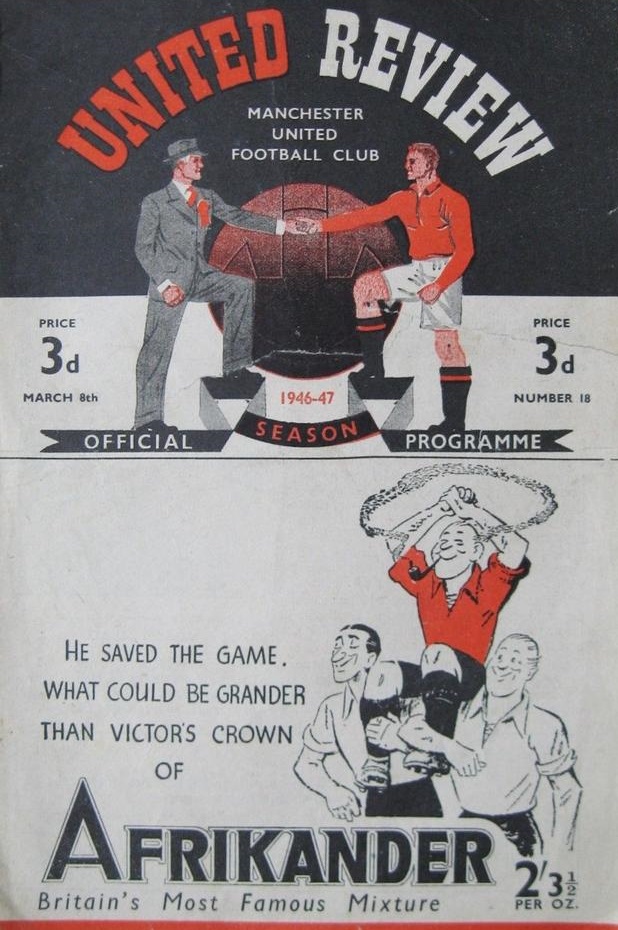 UNITED REVIEW
MANCHESTER
UNITED
FOOTBALL CLUB
PRICE
3d
MARCH 8th
PRICE
3d
NUMBER 18
1946-47
SEASON
OFFICIAL
PROGRAMME
HE SAVED THE GAME.
WHAT COULD BE GRANDER
THAN VICTOR'S CROWN
OF
AFRIKANDER
Britain's Most Famous Mixture
2/3½
PER OZ.